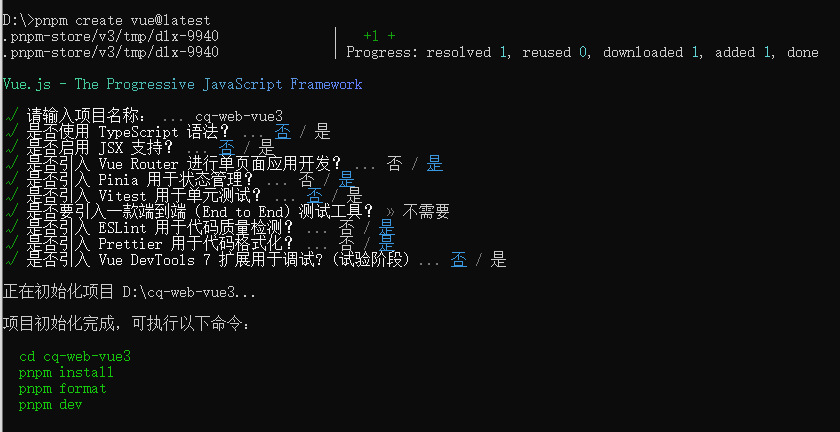 D:\>pnpm create vue@latest
.pnpm-store/v3/tmp/dlx-9940 | +1 +
.pnpm-store/v3/tmp/dlx-9940 | Progress: resolved 1, reused 0, downloaded 1, added 1, done
Vue.js - The Progressive JavaScript Framework
√ 请输入项目名称: ... cq-web-vue3
√ 是否使用 TypeScript 语法? ... 否 / 是
√ 是否启用 JSX 支持? ... 否 / 是
√ 是否引入 Vue Router 进行单页面应用开发? ... 否 / 是
√ 是否引入 Pinia 用于状态管理? ... 否 / 是
√ 是否引入 Vitest 用于单元测试? ... 否 / 是
√ 是否要引入一款端到端 (End to End) 测试工具? » 不需要
√ 是否引入 ESLint 用于代码质量检测? ... 否 / 是
√ 是否引入 Prettier 用于代码格式化? ... 否 / 是
√ 是否引入 Vue DevTools 7 扩展用于调试? (试验阶段) ... 否 / 是
正在初始化项目 D:\cq-web-vue3...
项目初始化完成,可执行以下命令:
cd cq-web-vue3
pnpm install
pnpm format
pnpm dev